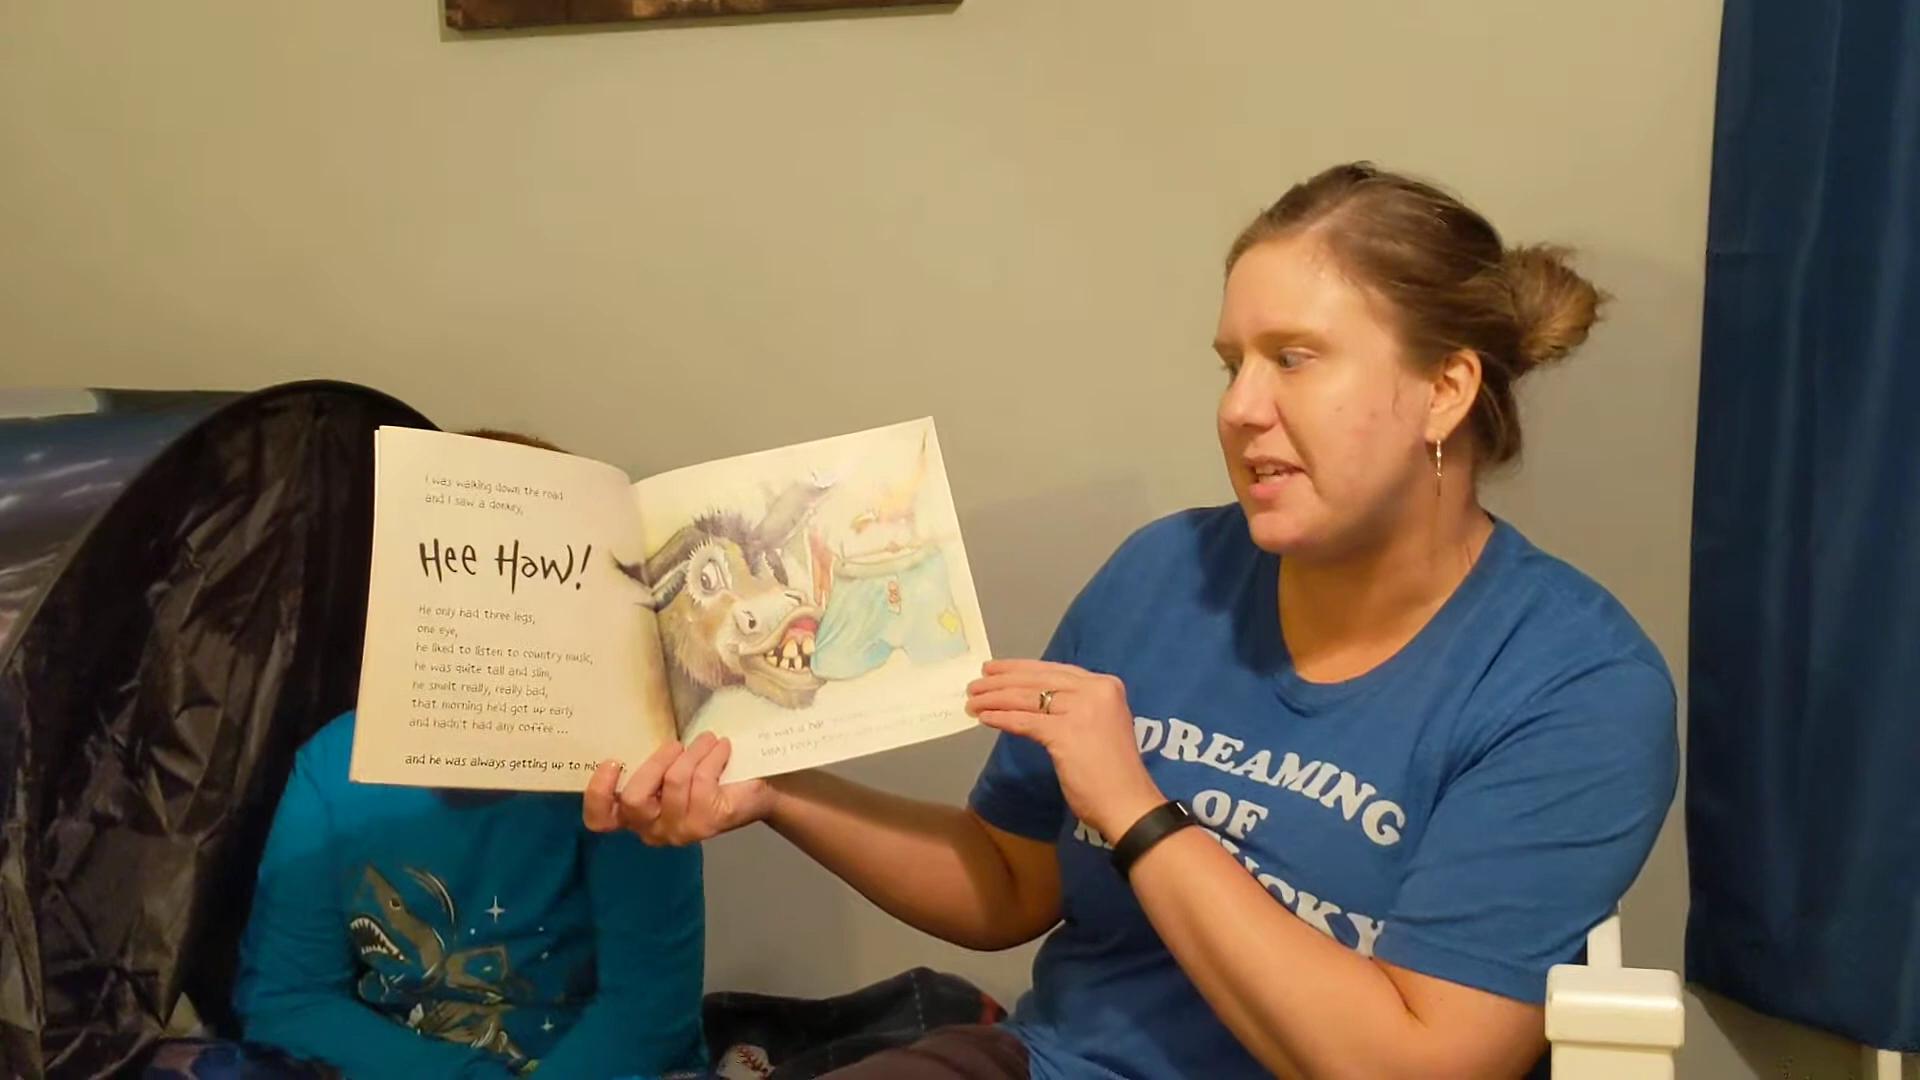 I was walking down the road
and I saw a donkey,
Hee Haw!
He only had three legs,
one eye,
he liked to listen to country music,
he was quite tall and slim,
he smelt really, really bad,
that morning he'd got up early
and hadn't had any coffee ...
and he was always getting up to
He was a
DREAMING
OF